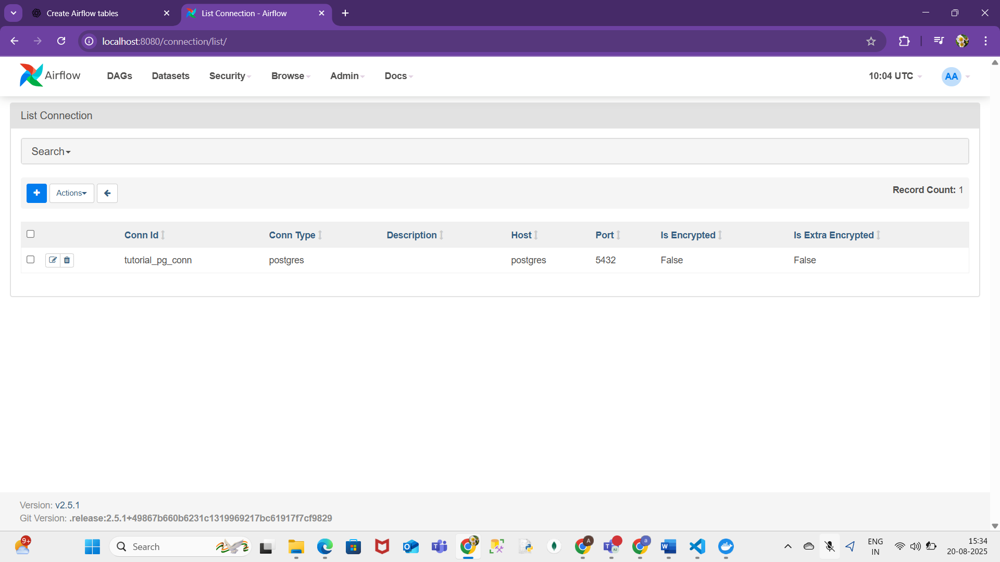 Create Airflow tables
List Connection - Airflow
localhost:8080/connection/list/
Airflow
DAGs
Datasets
Security
Browse
Admin
Docs
10:04 UTC
AA
List Connection
Search
Actions
Record Count: 1
Conn Id
Conn Type
Description
Host
Port
Is Encrypted
Is Extra Encrypted
tutorial_pg_conn
postgres
postgres
5432
False
False
Version: v2.5.1
Git Version: .release:2.5.1+49867b660b6231c1319969217bc61917f7cf9829
9+
Search
A
A2
a
ENG
IN
15:34
20-08-2025